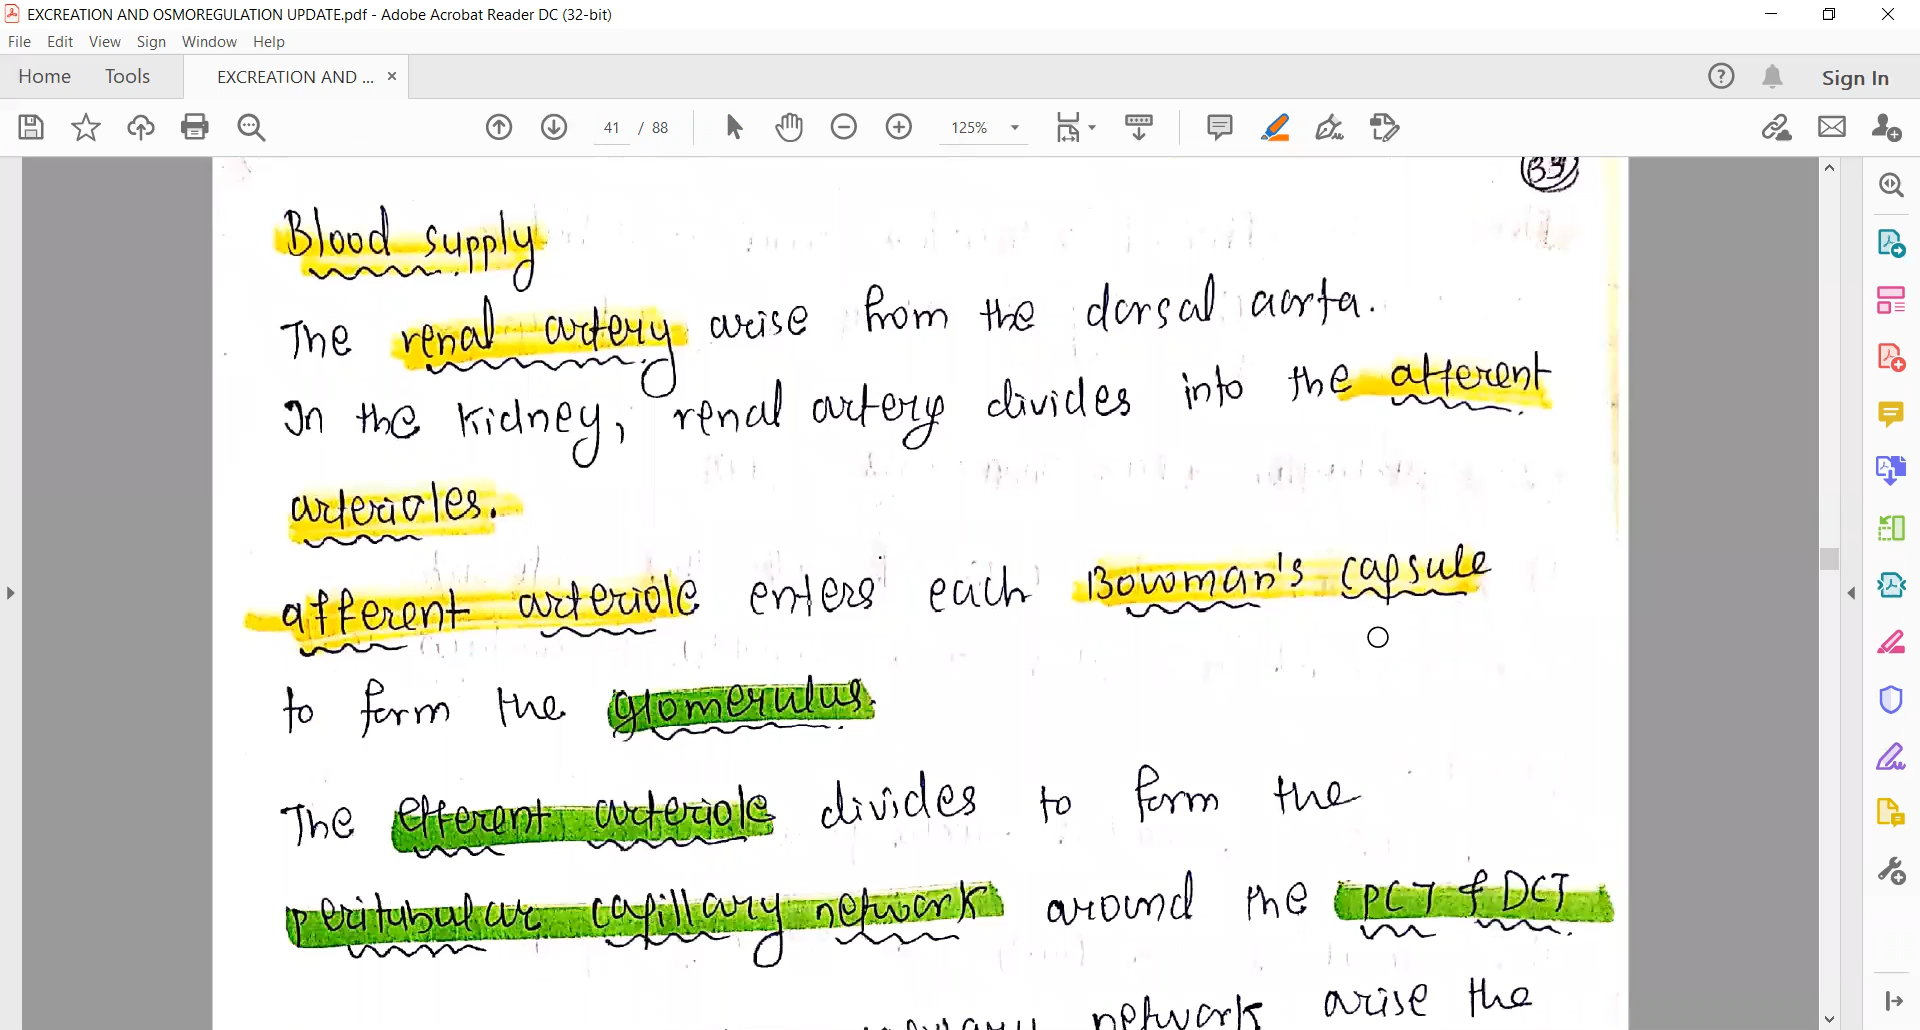 EXCREATION AND OSMOREGULATION UPDATE.pdf - Adobe Acrobat Reader DC (32-bit)
File Edit View Sign Window Help
Home Tools EXCREATION AND ... × Sign In
41 / 88 125%
Blood supply
The renal artery arise from the dorsal aorta.
In the kidney, renal artery divides into the afferent
arterioles.
afferent arteriole enters each Bowman's capsule
to form the glomerulus.
The efferent arteriole divides to form the
peritubular capillary network around the PCT & DCT.
network arise the